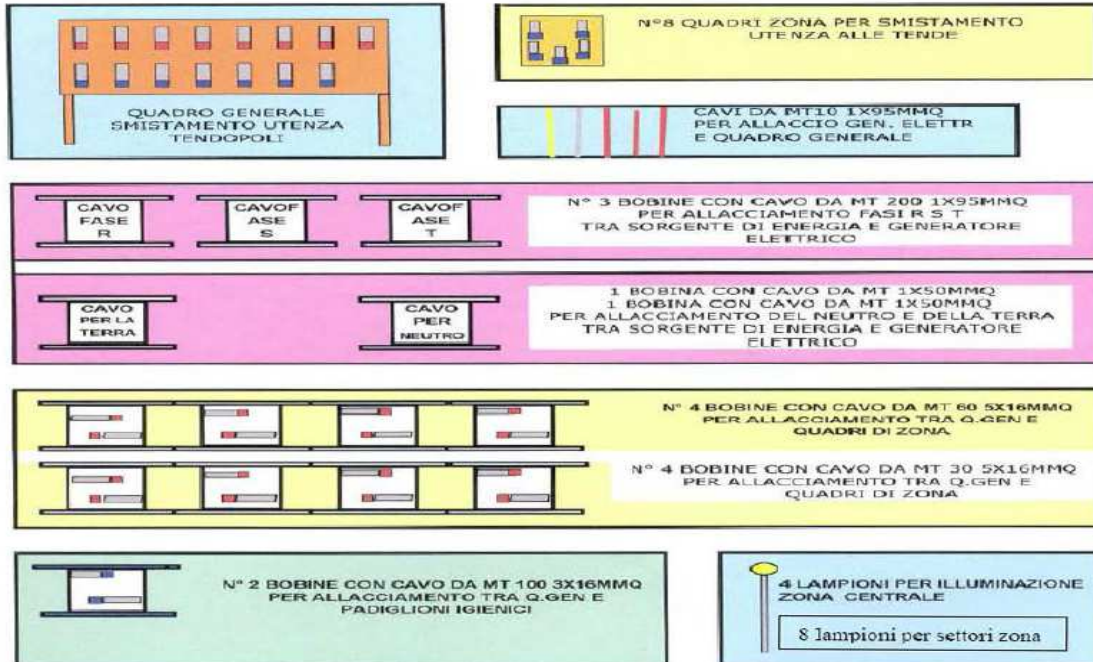 QUADRO GENERALE
SMISTAMENTO UTENZA
TENDOPOLI
N°8 QUADRI ZONA PER SMISTAMENTO
UTENZA ALLE TENDE
CAVI DA MT10 1X95MMQ
PER ALLACCIO GEN. ELETTR
E QUADRO GENERALE
CAVO
FASE
R
CAVOF
ASE
S
CAVOF
ASE
T
N° 3 BOBINE CON CAVO DA MT 200 1X95MMQ
PER ALLACCIAMENTO FASI R S T
TRA SORGENTE DI ENERGIA E GENERATORE
ELETTRICO
CAVO
PER LA
TERRA
CAVO
PER
NEUTRO
1 BOBINA CON CAVO DA MT 1X50MMQ
1 BOBINA CON CAVO DA MT 1X50MMQ
PER ALLACCIAMENTO DEL NEUTRO E DELLA TERRA
TRA SORGENTE DI ENERGIA E GENERATORE
ELETTRICO
N° 4 BOBINE CON CAVO DA MT 60 5X16MMQ
PER ALLACCIAMENTO TRA Q.GEN E
QUADRI DI ZONA
N° 4 BOBINE CON CAVO DA MT 30 5X16MMQ
PER ALLACCIAMENTO TRA Q.GEN E
QUADRI DI ZONA
N° 2 BOBINE CON CAVO DA MT 100 3X16MMQ
PER ALLACCIAMENTO TRA Q.GEN E
PADIGLIONI IGIENICI
4 LAMPIONI PER ILLUMINAZIONE
ZONA CENTRALE
8 lampioni per settori zona